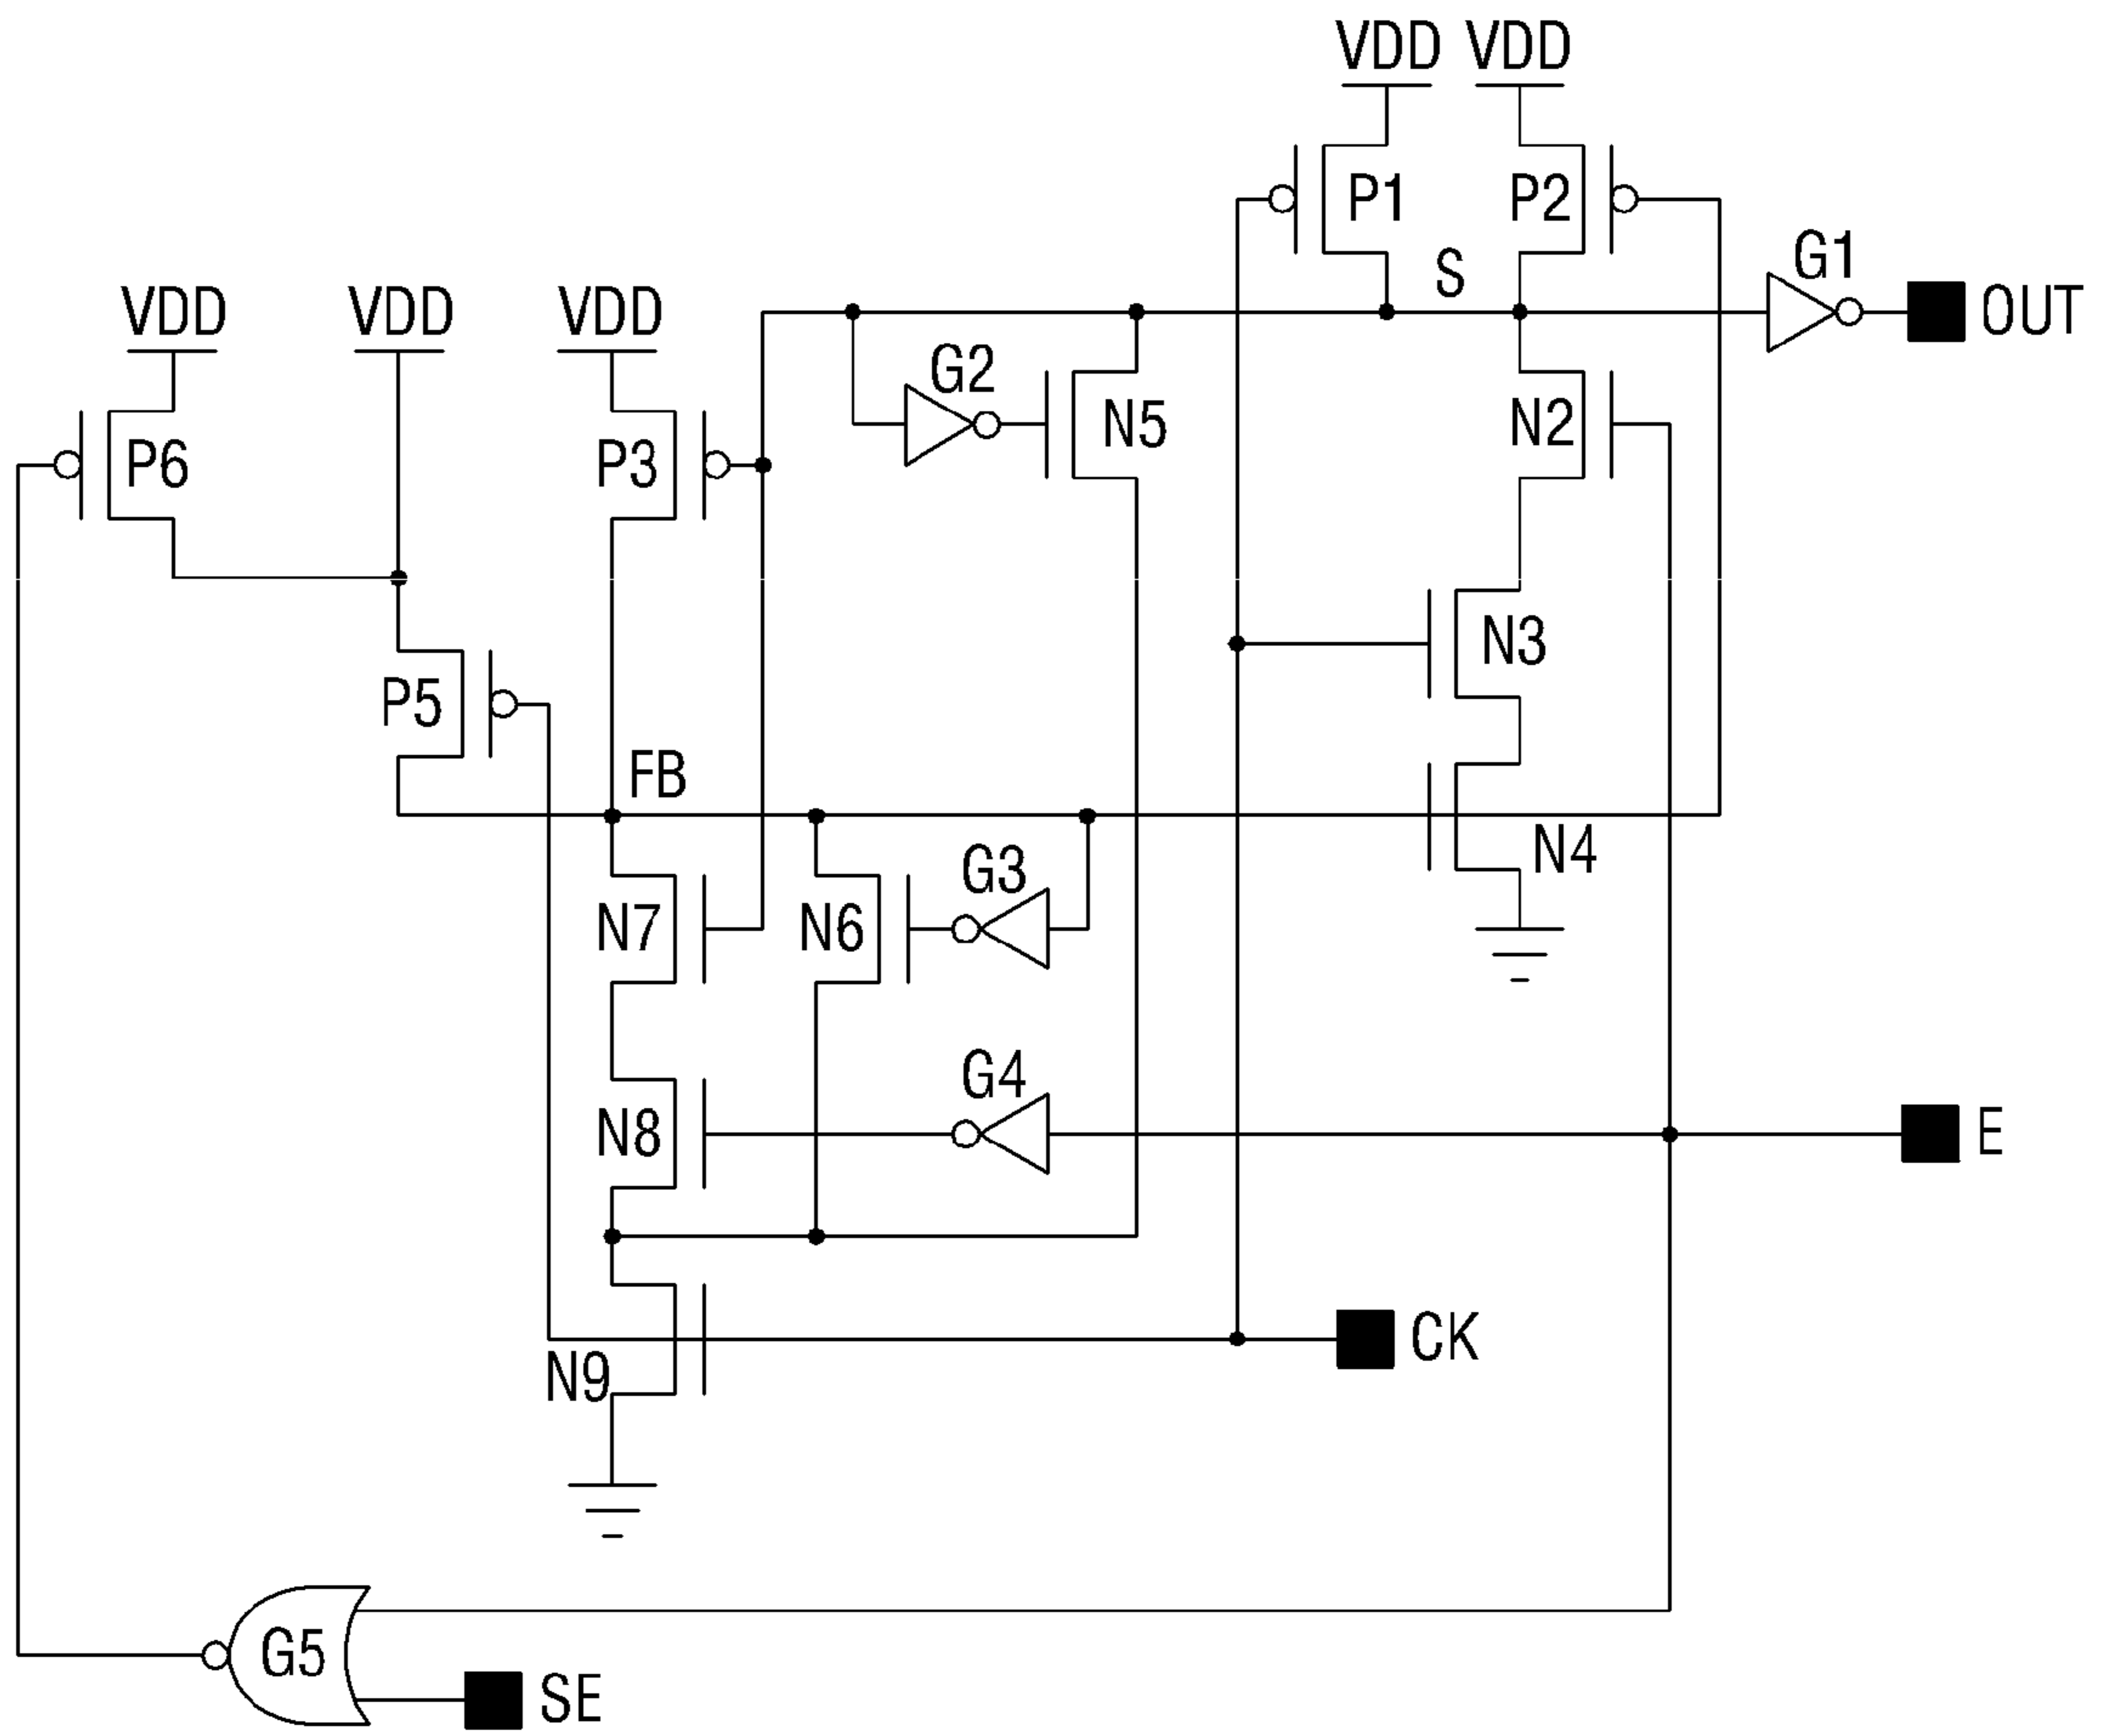 VDD VDD
P1 P2
G1
S
OUT
VDD VDD VDD
G2
N5 N2
P6 P3
N3
P5
FB
N4
G3
N7 N6
G4
N8 E
CK
N9
G5
SE